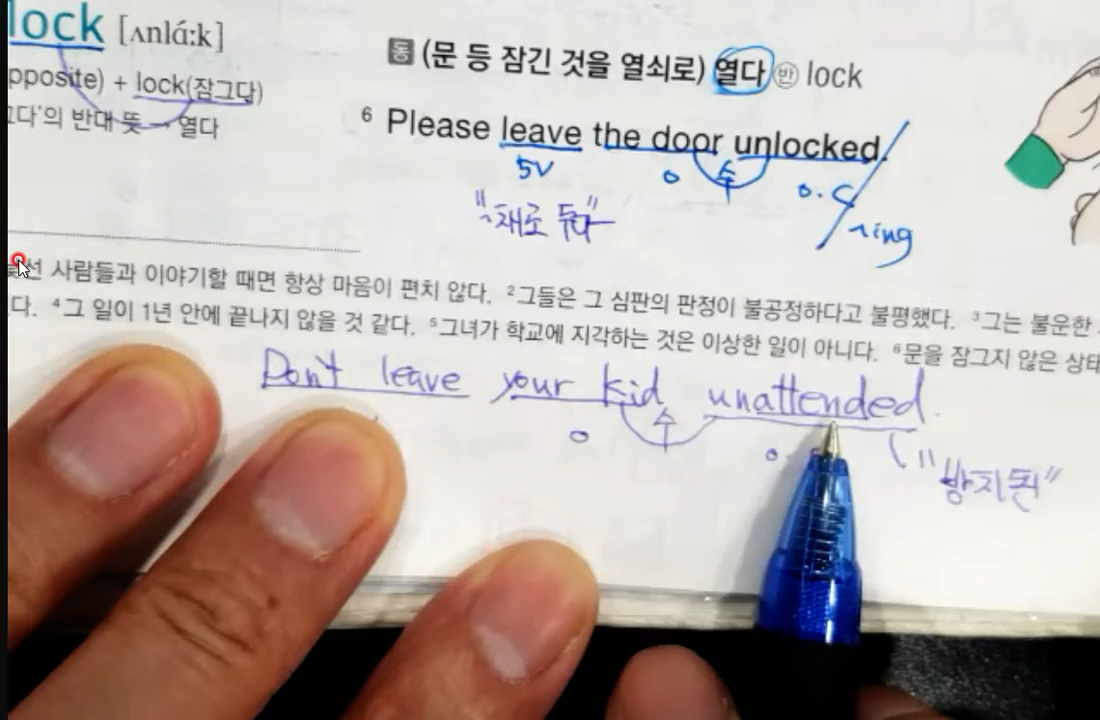 lock [ʌnlá:k]
pposite) + lock(잠그다)
그다'의 반대 뜻 → 열다
동 (문 등 잠긴 것을 열쇠로) 열다 반 lock
6 Please leave the door unlocked.
5V O 수 O.C
"~채로 두다"
ing
선 사람들과 이야기할 때면 항상 마음이 편치 않다. 2 그들은 그 심판의 판정이 불공정하다고 불평했다. 3 그는 불운한
다. 4 그 일이 1년 안에 끝나지 않을 것 같다. 5 그녀가 학교에 지각하는 것은 이상한 일이 아니다. 6 문을 잠그지 않은 상태
Don't leave your kid unattended.
O 수 O
"방치된"